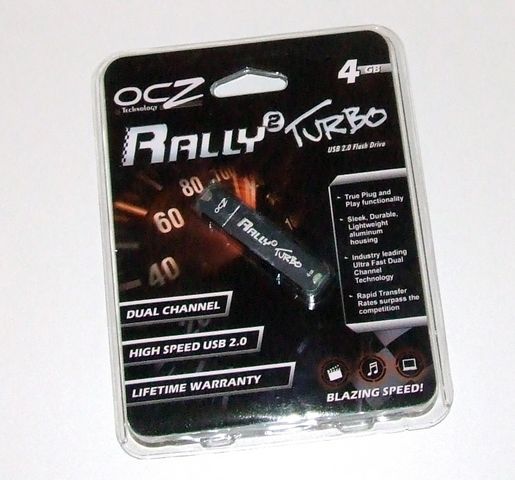 OCZ
Technology
4GB
RALLY2 TURBO
USB 2.0 Flash Drive
80
60
40
OCZ
RALLY2 TURBO
True Plug and
Play functionality
Sleek, Durable,
Lightweight
aluminum
housing
Industry leading
Ultra Fast Dual
Channel
Technology
Rapid Transfer
Rates surpass the
competition
DUAL CHANNEL
HIGH SPEED USB 2.0
LIFETIME WARRANTY
BLAZING SPEED!